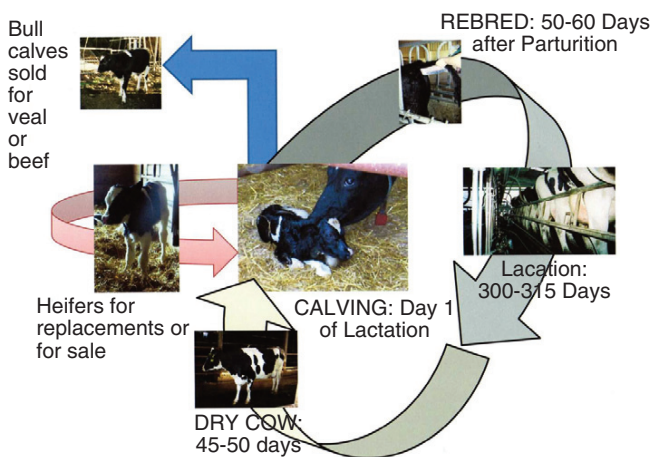 Bull
calves
sold
for
veal
or
beef
REBRED: 50-60 Days
after Parturition
Lacation:
300-315 Days
CALVING: Day 1
of Lactation
Heifers for
replacements or
for sale
DRY COW:
45-50 days